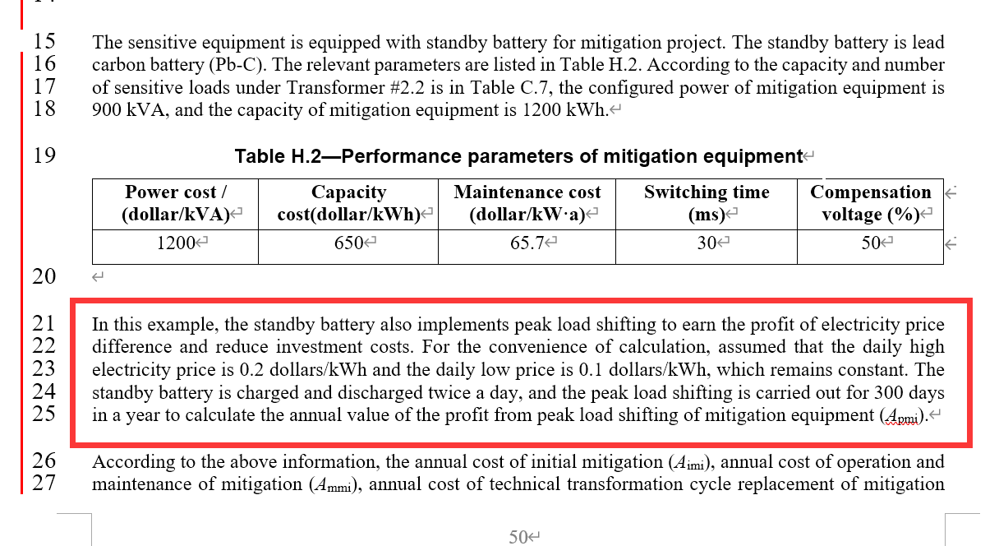 15 The sensitive equipment is equipped with standby battery for mitigation project. The standby battery is lead
16 carbon battery (Pb-C). The relevant parameters are listed in Table H.2. According to the capacity and number
17 of sensitive loads under Transformer #2.2 is in Table C.7, the configured power of mitigation equipment is
18 900 kVA, and the capacity of mitigation equipment is 1200 kWh.↵
19 Table H.2—Performance parameters of mitigation equipment↵
Power cost / (dollar/kVA)↵ Capacity cost(dollar/kWh)↵ Maintenance cost (dollar/kW·a)↵ Switching time (ms)↵ Compensation voltage (%)↵
1200↵ 650↵ 65.7↵ 30↵ 50↵
20 ↵
21 In this example, the standby battery also implements peak load shifting to earn the profit of electricity price
22 difference and reduce investment costs. For the convenience of calculation, assumed that the daily high
23 electricity price is 0.2 dollars/kWh and the daily low price is 0.1 dollars/kWh, which remains constant. The
24 standby battery is charged and discharged twice a day, and the peak load shifting is carried out for 300 days
25 in a year to calculate the annual value of the profit from peak load shifting of mitigation equipment (Apmi).↵
26 According to the above information, the annual cost of initial mitigation (Aimi), annual cost of operation and
27 maintenance of mitigation (Ammi), annual cost of technical transformation cycle replacement of mitigation
50↵